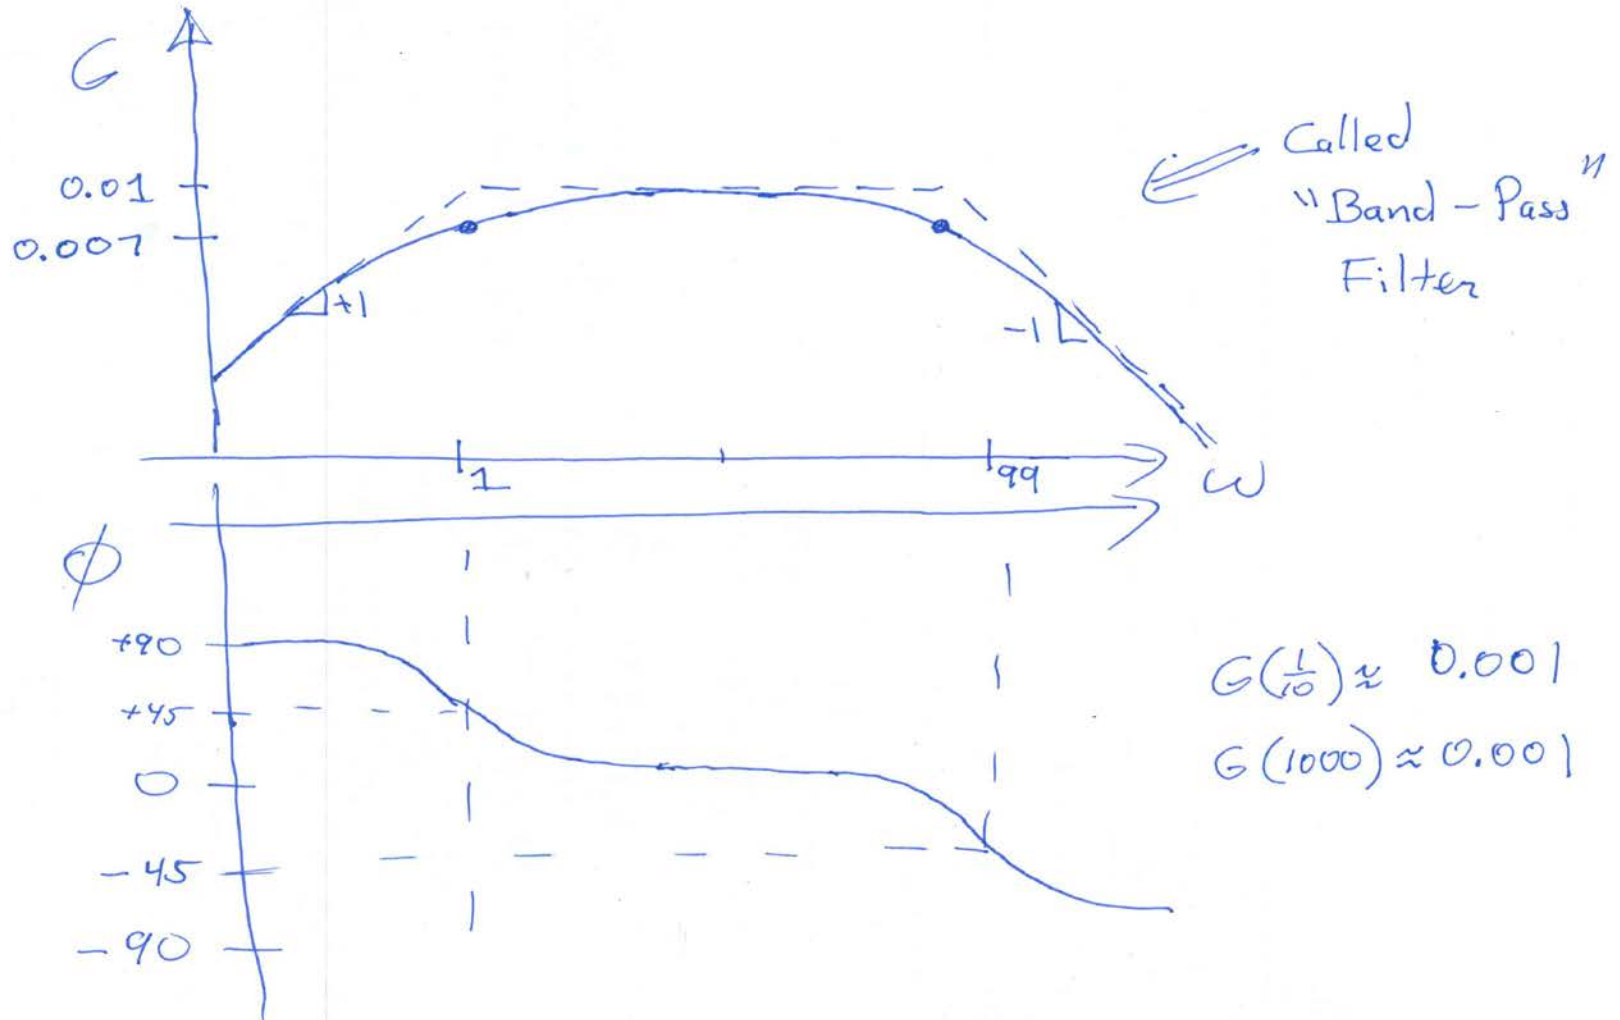 G
Called
"Band-Pass"
Filter
0.01
0.007
+1
-1
1
99
ω
ϕ
+90
+45
0
-45
-90
G(1/10) ≈ 0.001
G(1000) ≈ 0.001